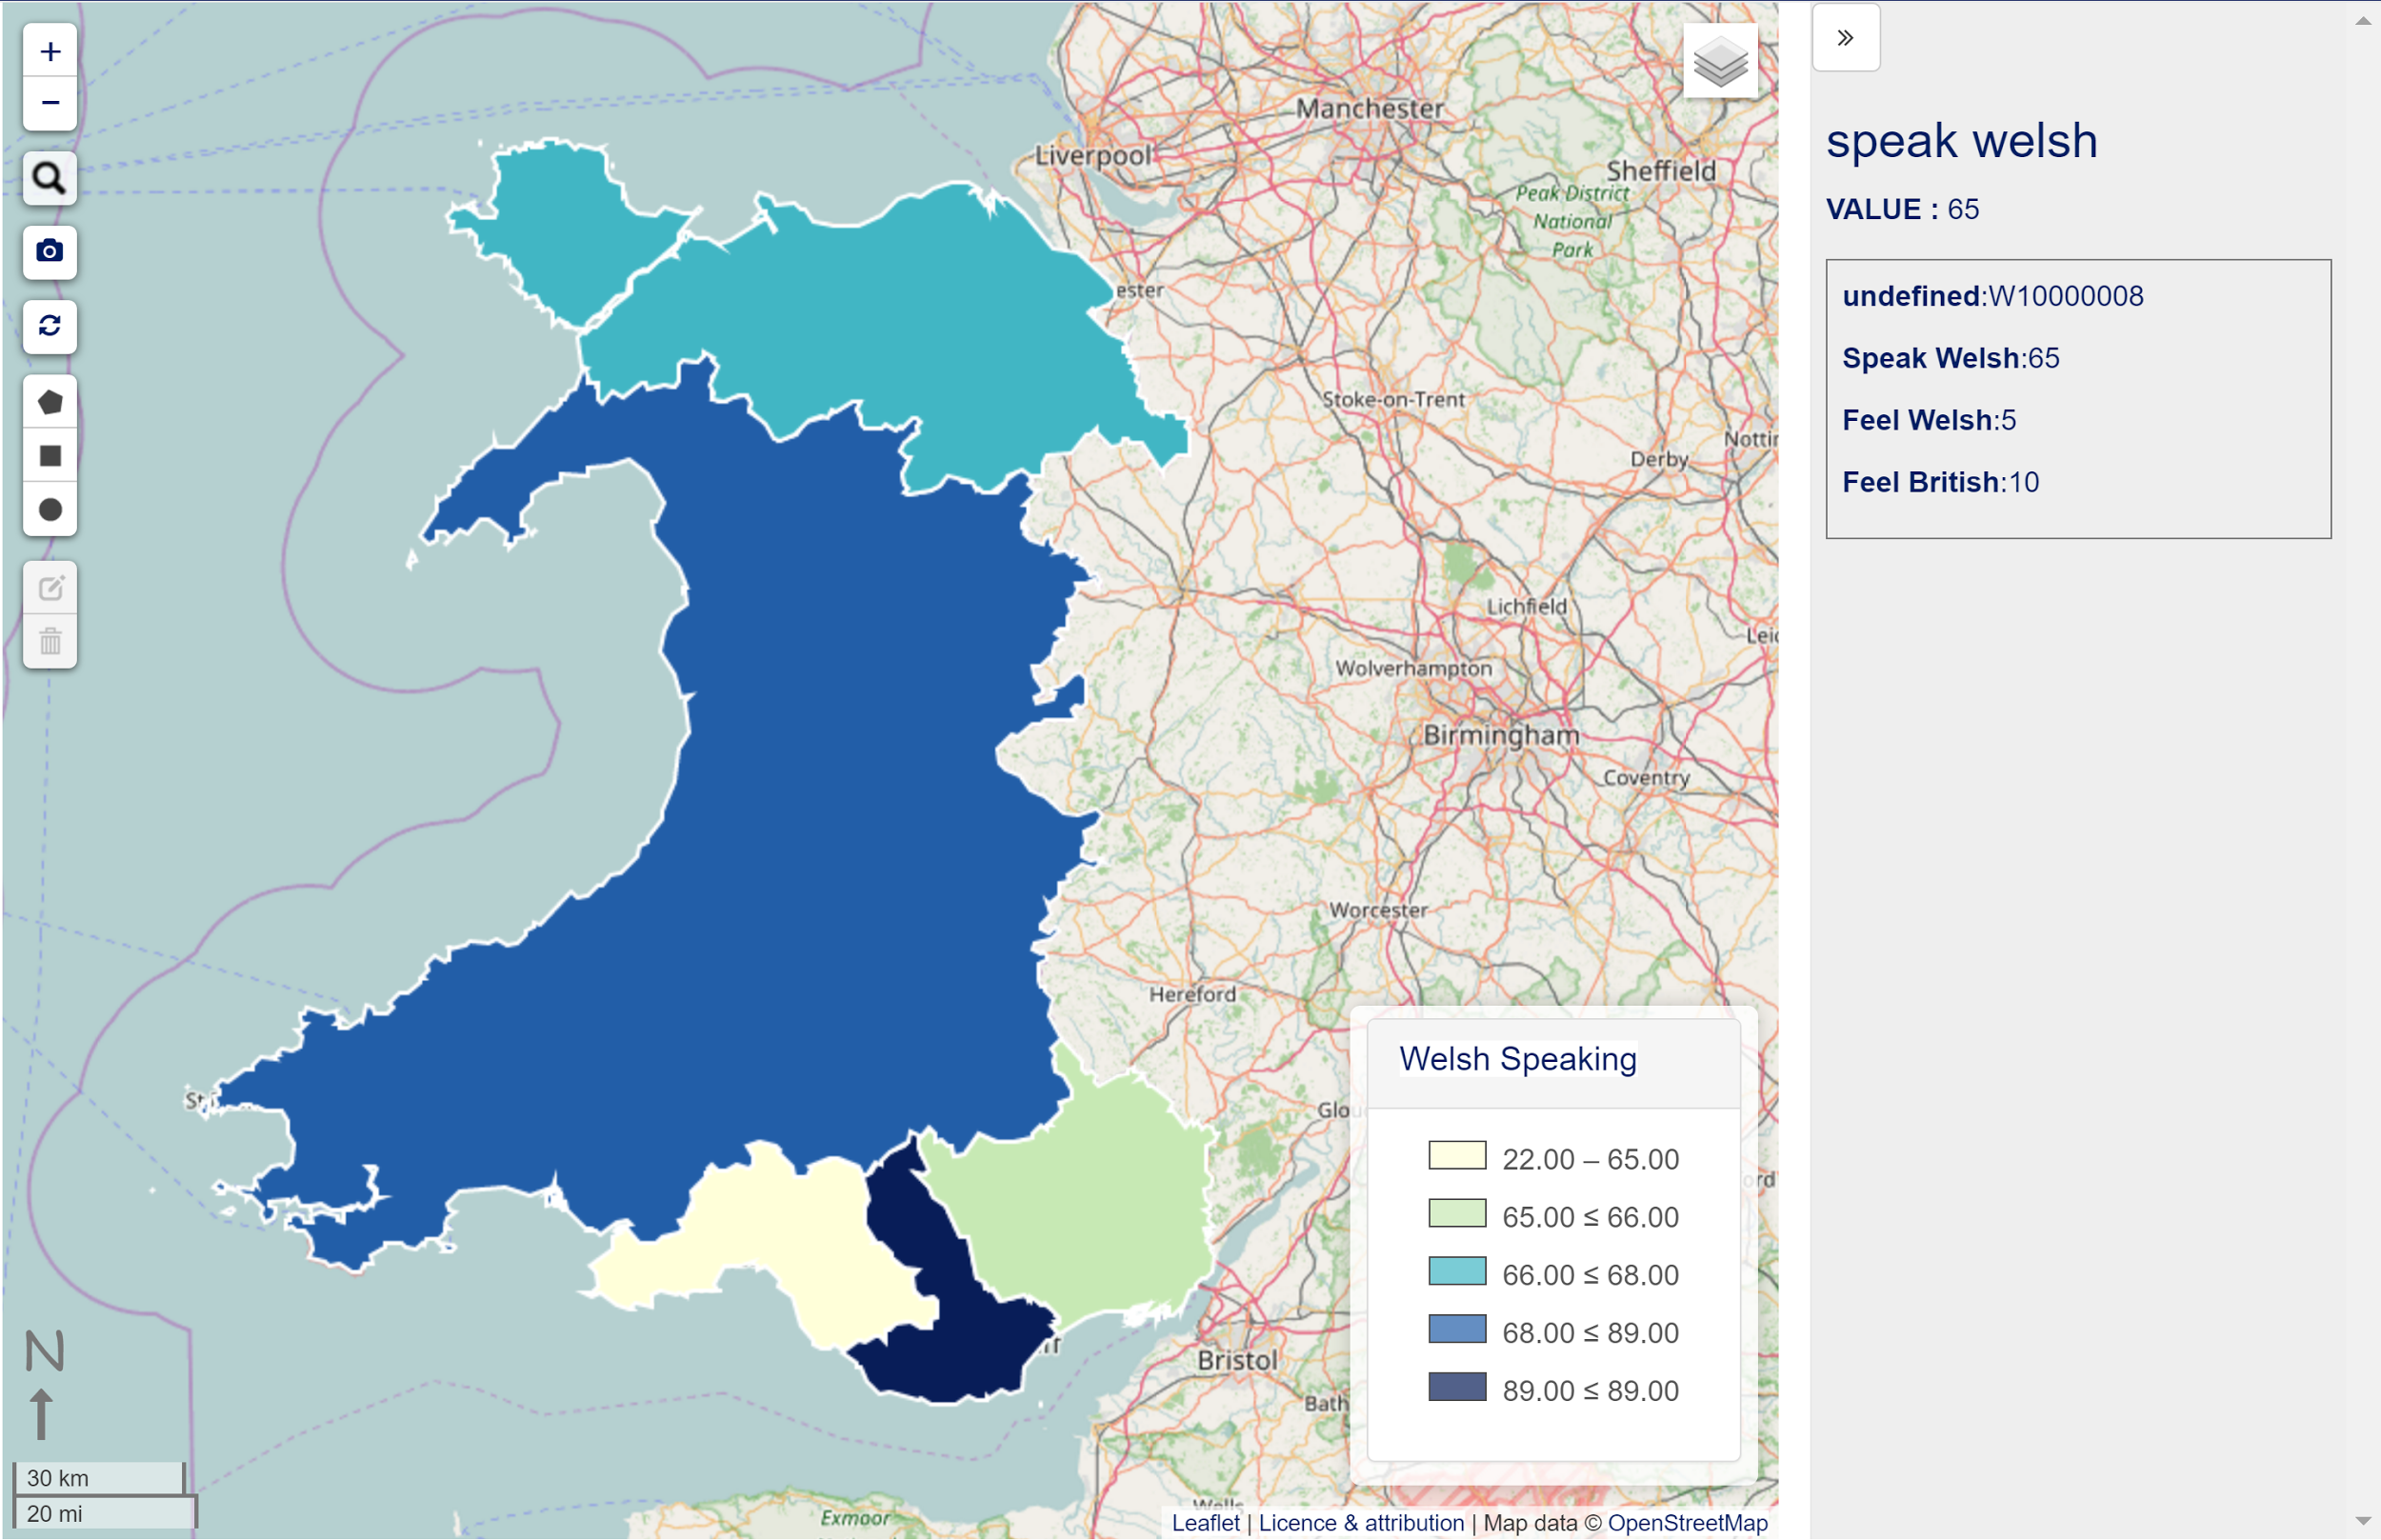 +
−
Manchester
Liverpool
Sheffield
Peak District
National
Park
ester
Stoke-on-Trent
Derby
Lichfield
Wolverhampton
Birmingham
Coventry
Worcester
Hereford
Bristol
Bath
Exmoor
Welsh Speaking
22.00 – 65.00
65.00 ≤ 66.00
66.00 ≤ 68.00
68.00 ≤ 89.00
89.00 ≤ 89.00
N
30 km
20 mi
Leaflet | Licence & attribution | Map data © OpenStreetMap
»
speak welsh
VALUE : 65
undefined:W10000008
Speak Welsh:65
Feel Welsh:5
Feel British:10